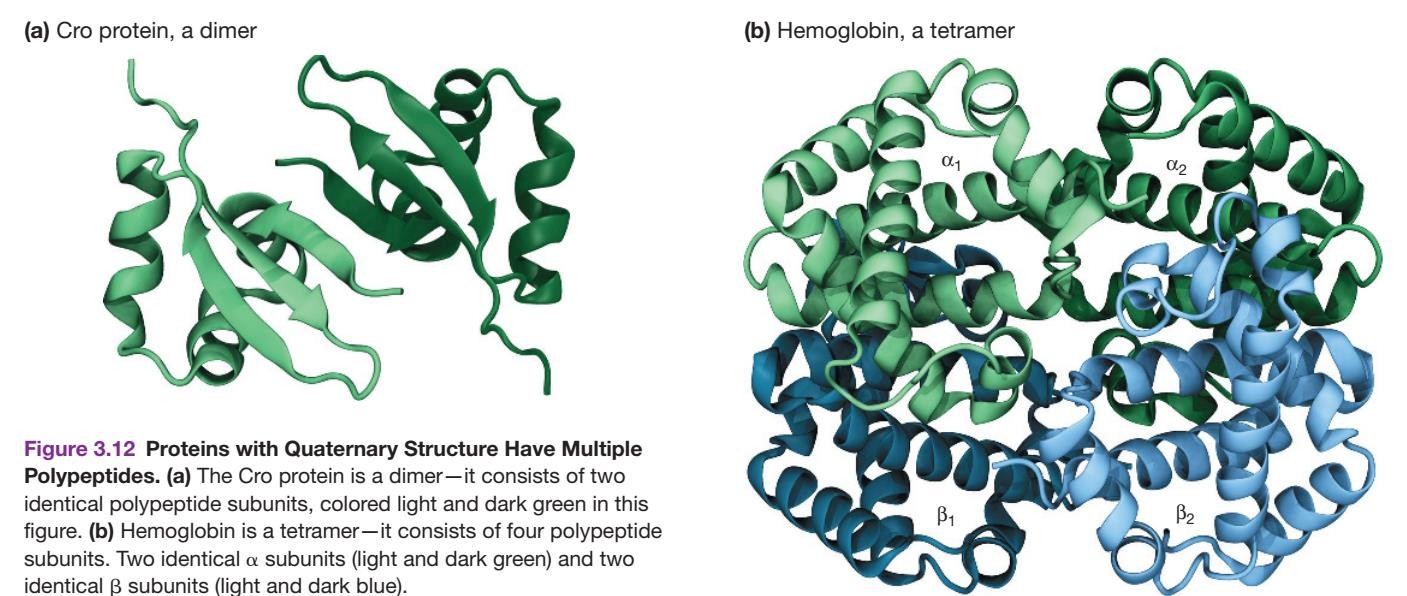 (a) Cro protein, a dimer
Figure 3.12 Proteins with Quaternary Structure Have Multiple
Polypeptides. (a) The Cro protein is a dimer—it consists of two
identical polypeptide subunits, colored light and dark green in this
figure. (b) Hemoglobin is a tetramer—it consists of four polypeptide
subunits. Two identical α subunits (light and dark green) and two
identical β subunits (light and dark blue).
(b) Hemoglobin, a tetramer
α₁
α₂
β₁
β₂